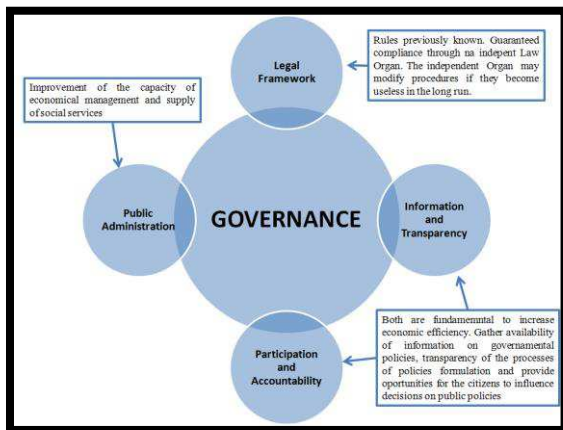 Legal
Framework
Rules previously known. Guaranteed
compliance through na indepent Law
Organ. The independent Organ may
modify procedures if they become
useless in the long run.
Improvement of the capacity of
economical management and supply
of social services
Public
Administration
GOVERNANCE
Information
and
Transparency
Participation
and
Accountability
Both are fundamemntal to increase
economic efficiency. Gather availability
of information on governamental
policies, transparency of the processes
of policies formulation and provide
oportunities for the citizens to influence
decisions on public policies